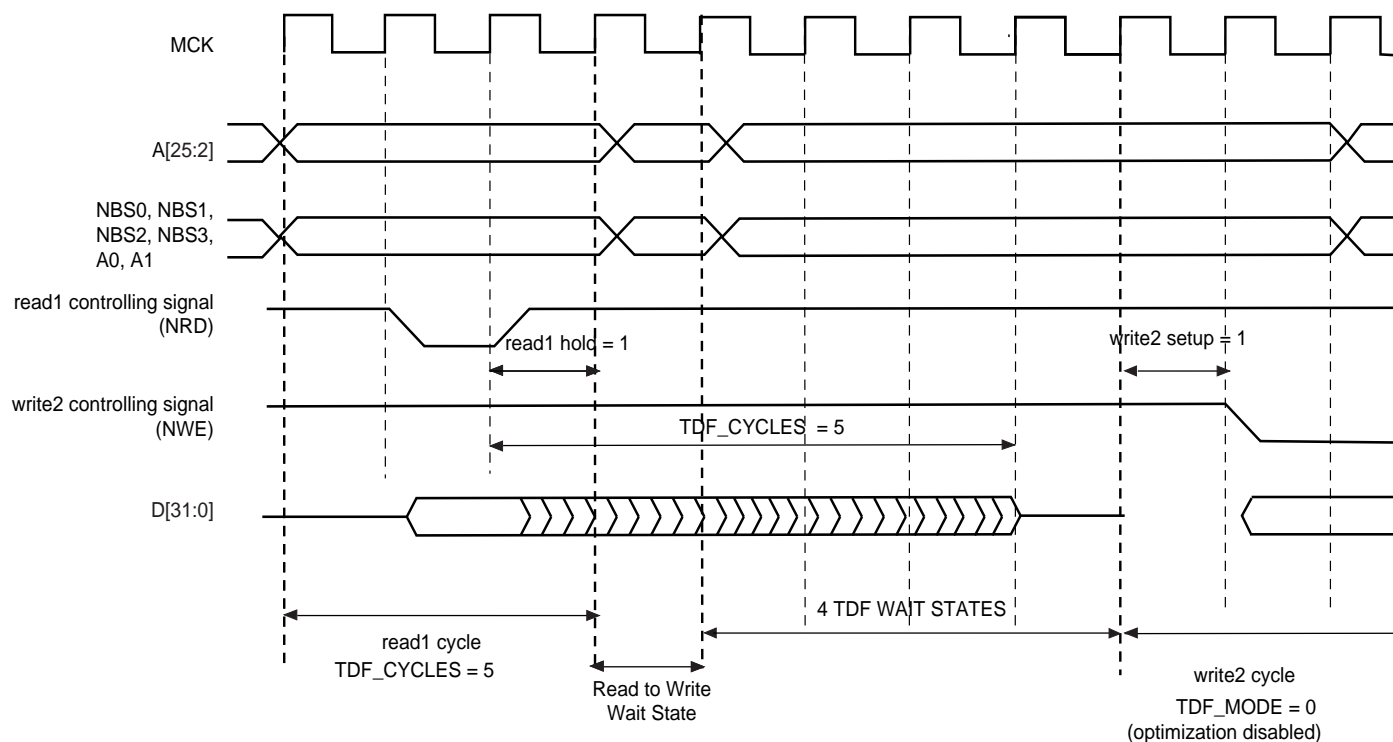 MCK
A[25:2]
NBS0, NBS1,
NBS2, NBS3,
A0, A1
read1 controlling signal
(NRD)
read1 hold = 1
write2 setup = 1
write2 controlling signal
(NWE)
TDF_CYCLES = 5
D[31:0]
4 TDF WAIT STATES
read1 cycle
TDF_CYCLES = 5
Read to Write
Wait State
write2 cycle
TDF_MODE = 0
(optimization disabled)